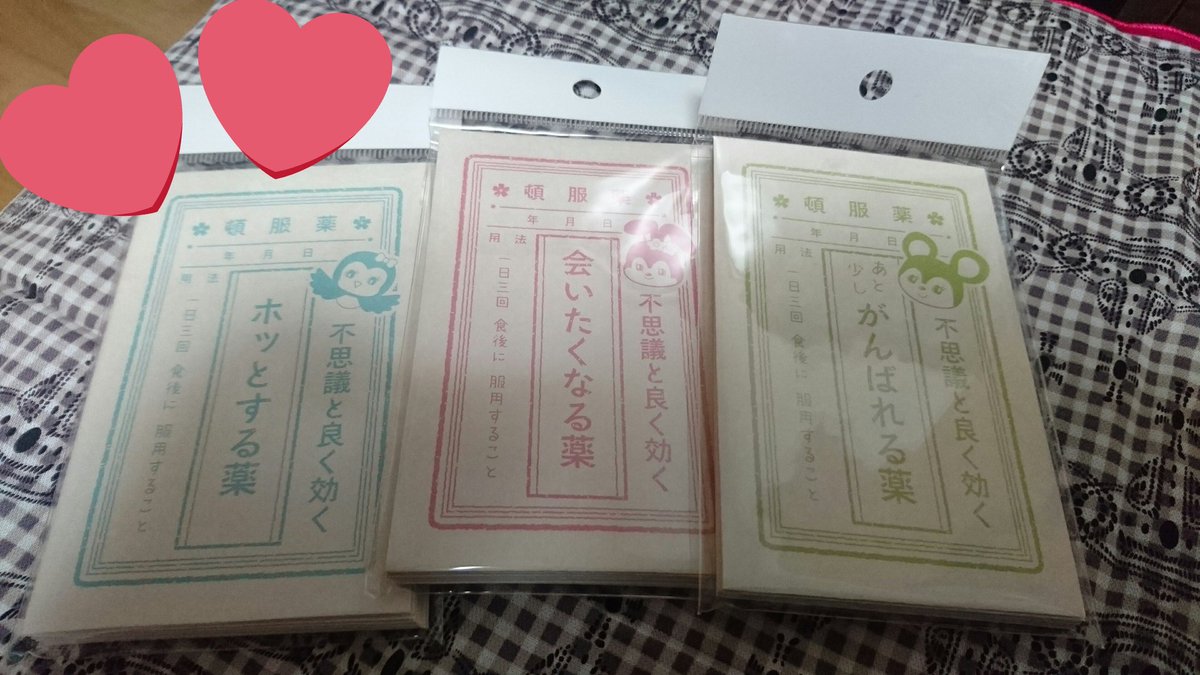 頓服薬
年 月 日
用法
不思議と良く効く
ホッとする薬
一日三回 食後に 服用すること
頓服薬
年 月 日
用法
不思議と良く効く
会いたくなる薬
一日三回 食後に 服用すること
頓服薬
年 月 日
用法
不思議と良く効く
あと少し
がんばれる薬
一日三回 食後に 服用すること